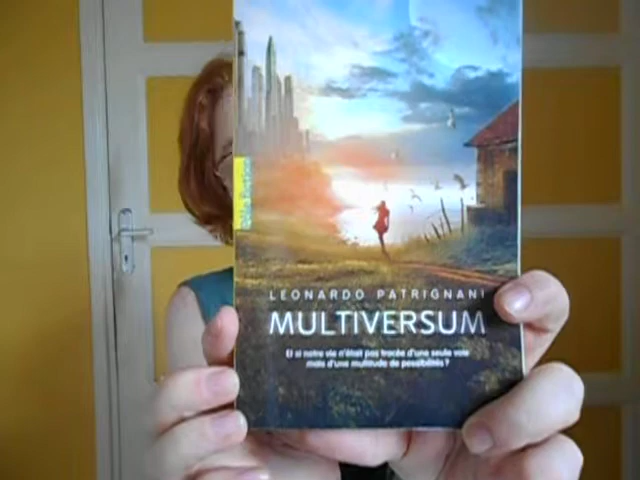 LEONARDO PATRIGNANI
MULTIVERSUM
Et si notre vie n'était pas tracée d'une seule voie
mais d'une multitude de possibilités ?